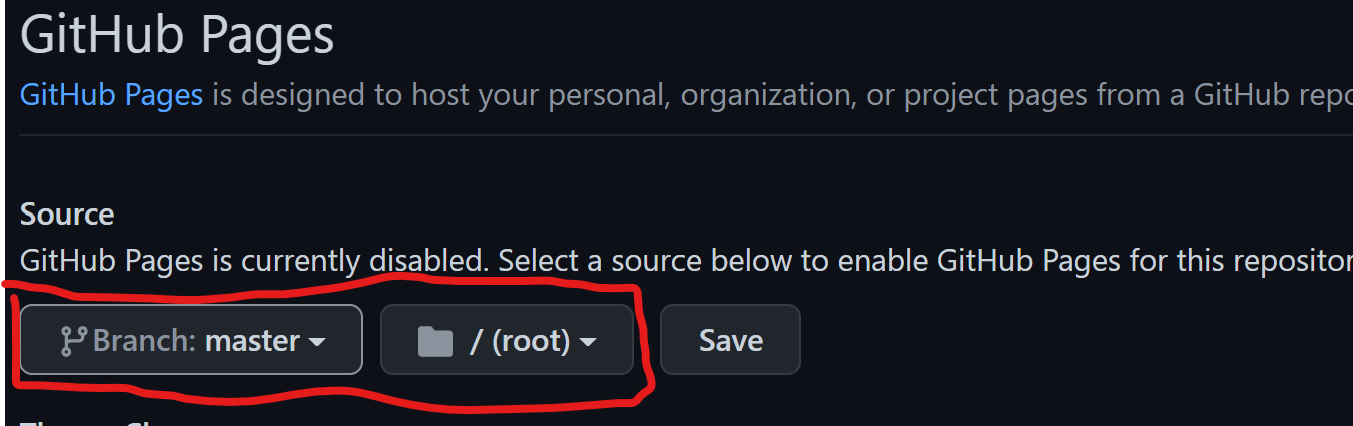 GitHub Pages
GitHub Pages is designed to host your personal, organization, or project pages from a GitHub repo
Source
GitHub Pages is currently disabled. Select a source below to enable GitHub Pages for this repositor
Branch: master / (root) Save